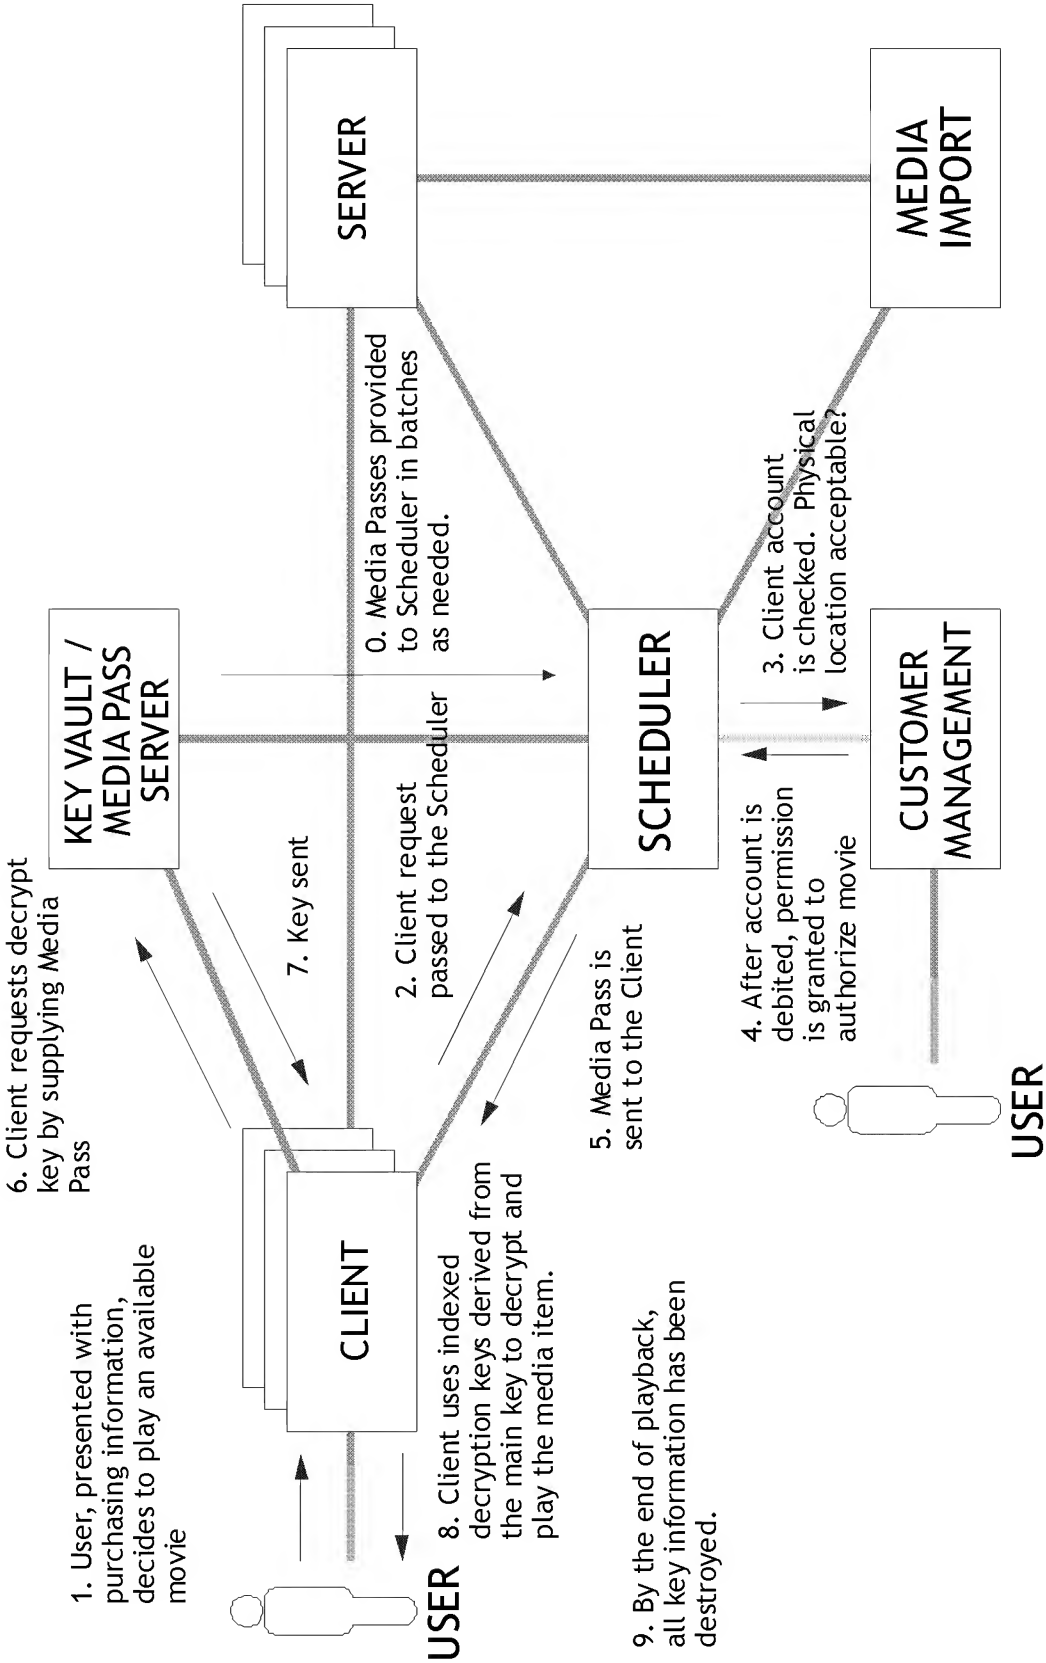 1. User, presented with
purchasing information,
decides to play an available
movie
6. Client requests decrypt
key by supplying Media
Pass
KEY VAULT /
MEDIA PASS
SERVER
7. Key sent
0. Media Passes provided
to Scheduler in batches
as needed.
SERVER
2. Client request
passed to the Scheduler
CLIENT
USER
8. Client uses indexed
decryption keys derived from
the main key to decrypt and
play the media item.
5. Media Pass is
sent to the Client
SCHEDULER
3. Client account
is checked. Physical
location acceptable?
4. After account is
debited, permission
is granted to
authorize movie
9. By the end of playback,
all key information has been
destroyed.
CUSTOMER
MANAGEMENT
MEDIA
IMPORT
USER